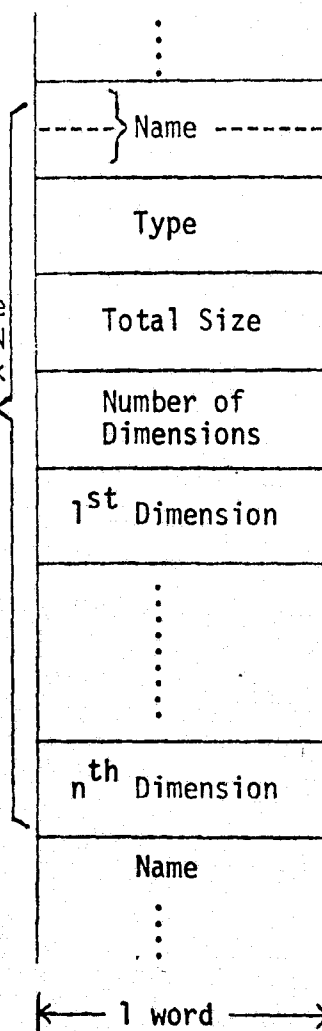 Name
Type
Total Size
Number of
Dimensions
1st Dimension
nth Dimension
Name
1 word